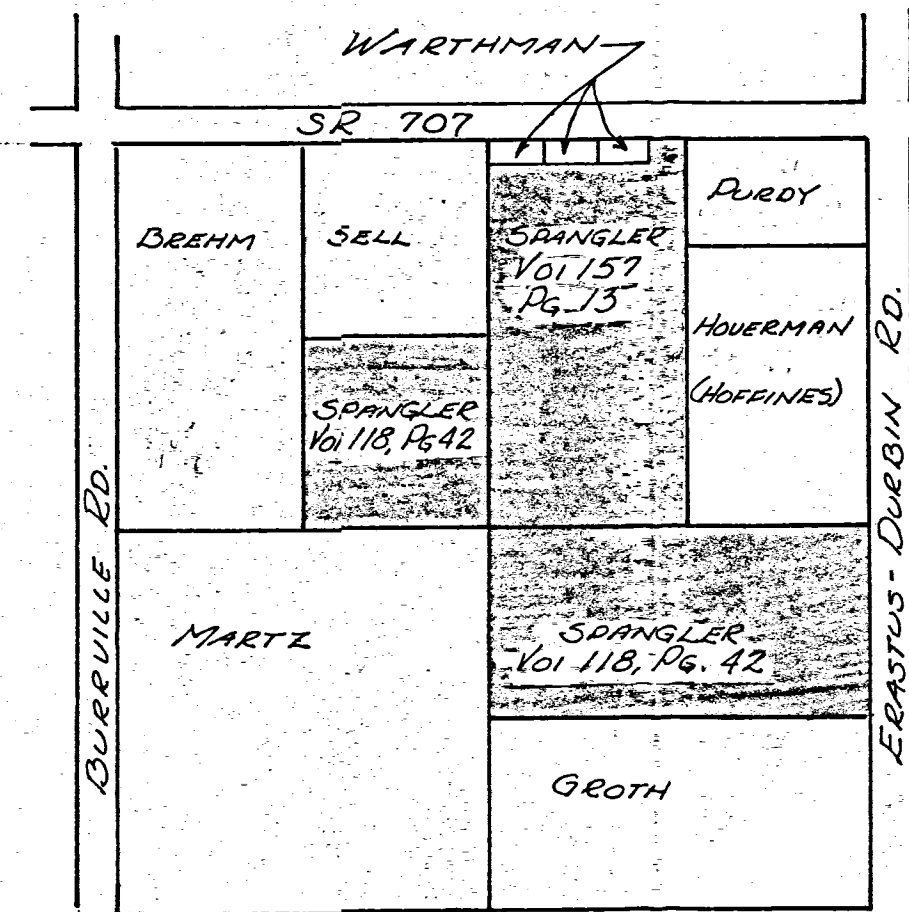 WARTHMAN
SR 707
BREHM
SELL
SPANGLER
Vol 157
PG 13
PURDY
HOVERMAN
(HOFFINES)
SPANGLER
Vol 118, PG 42
BURRVILLE RD.
ERASTUS-DURBIN RD.
MARTZ
SPANGLER
Vol 118, PG. 42
GROTH